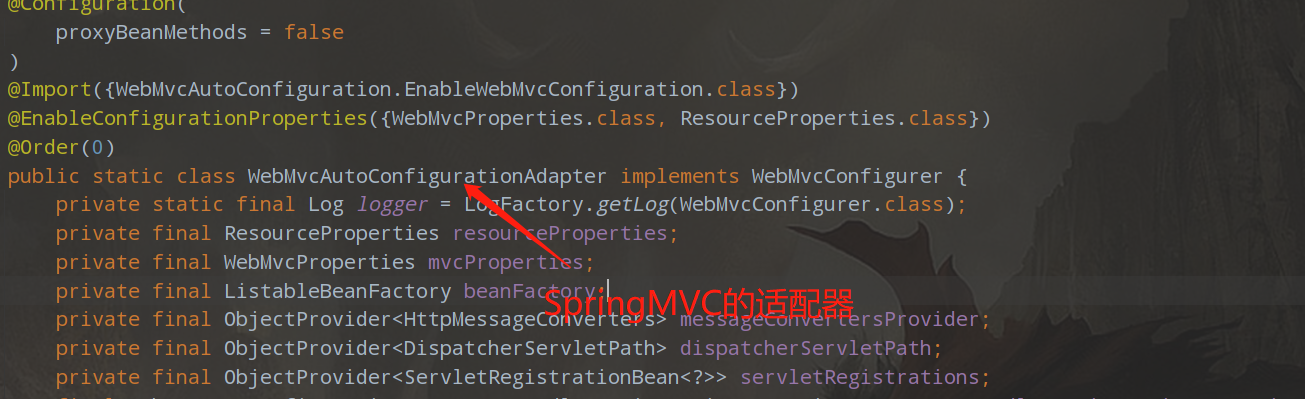 @Configuration(
    proxyBeanMethods = false
)
@Import({WebMvcAutoConfiguration.EnableWebMvcConfiguration.class})
@EnableConfigurationProperties({WebMvcProperties.class, ResourceProperties.class})
@Order(0)
public static class WebMvcAutoConfigurationAdapter implements WebMvcConfigurer {
    private static final Log logger = LogFactory.getLog(WebMvcConfigurer.class);
    private final ResourceProperties resourceProperties;
    private final WebMvcProperties mvcProperties;
    private final ListableBeanFactory beanFactory;
SpringMVC的适配器
    private final ObjectProvider<HttpMessageConverters> messageConvertersProvider;
    private final ObjectProvider<DispatcherServletPath> dispatcherServletPath;
    private final ObjectProvider<ServletRegistrationBean<?>> servletRegistrations;